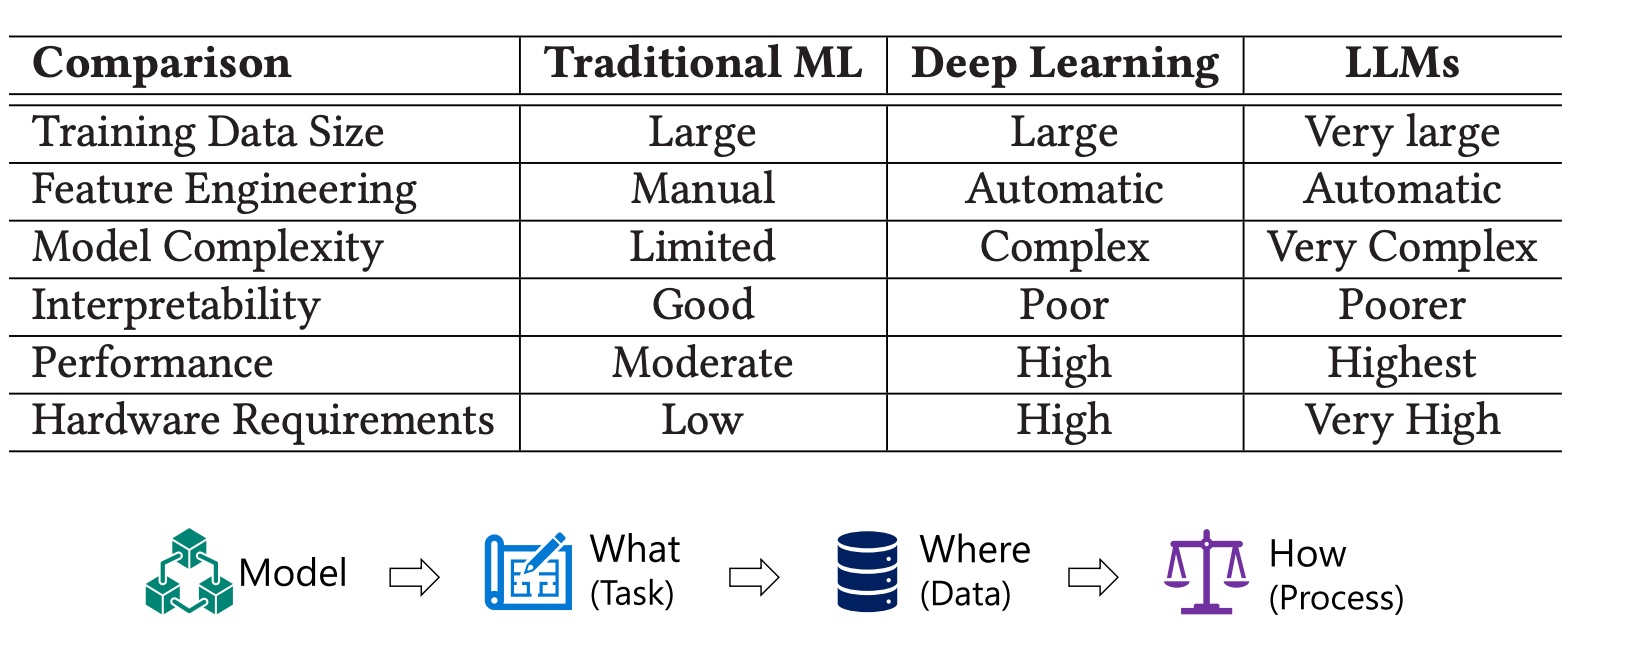 Comparison Traditional ML Deep Learning LLMs
Training Data Size Large Large Very large
Feature Engineering Manual Automatic Automatic
Model Complexity Limited Complex Very Complex
Interpretability Good Poor Poorer
Performance Moderate High Highest
Hardware Requirements Low High Very High
Model
What
(Task)
Where
(Data)
How
(Process)